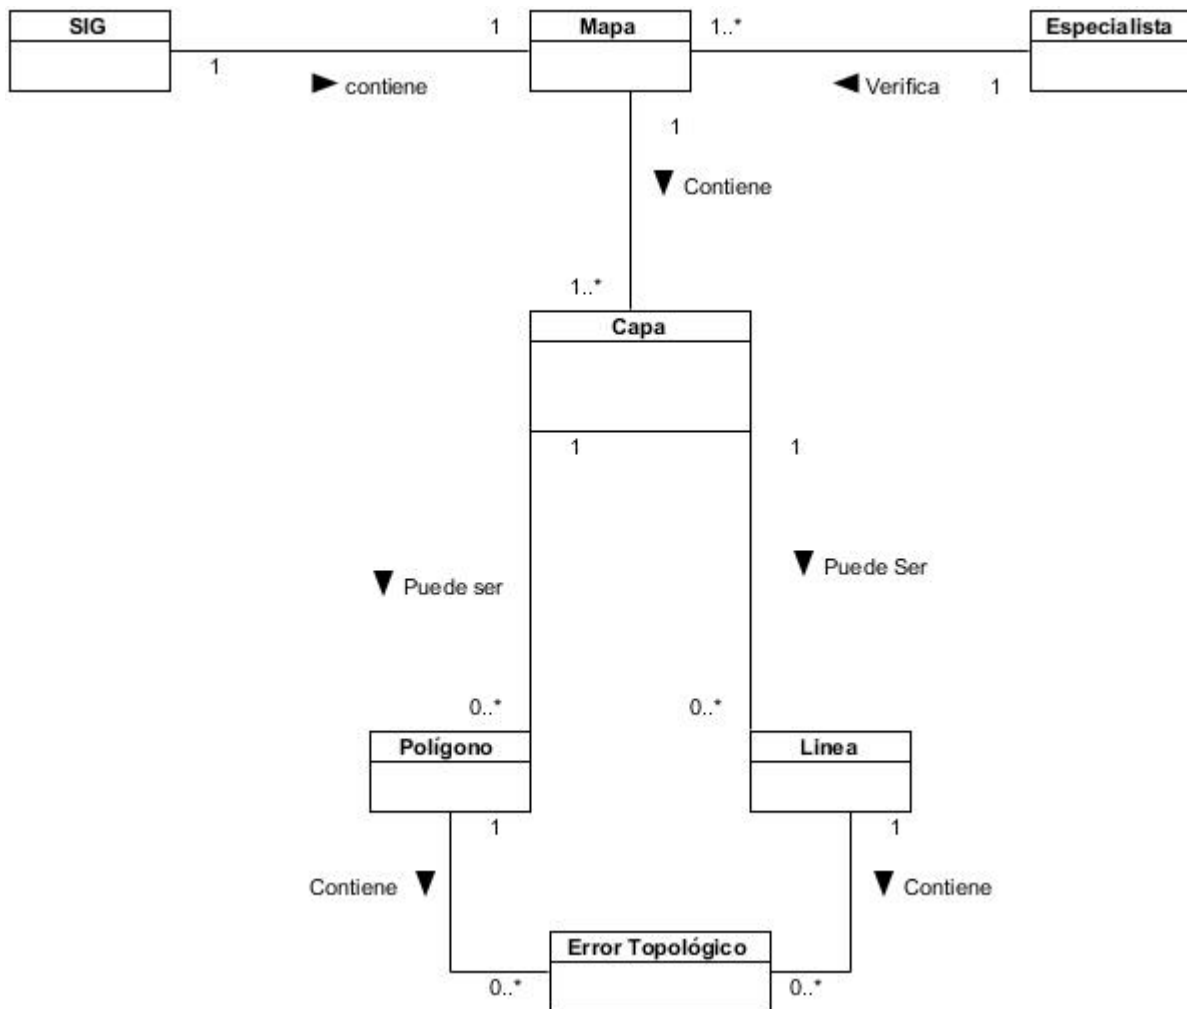 SIG
1
Mapa
1..*
Especialista
1
contiene
Verifica
1
1
Contiene
1..*
Capa
1
1
Puede ser
Puede Ser
0..*
0..*
Polígono
Linea
1
1
Contiene
Contiene
Error Topológico
0..*
0..*